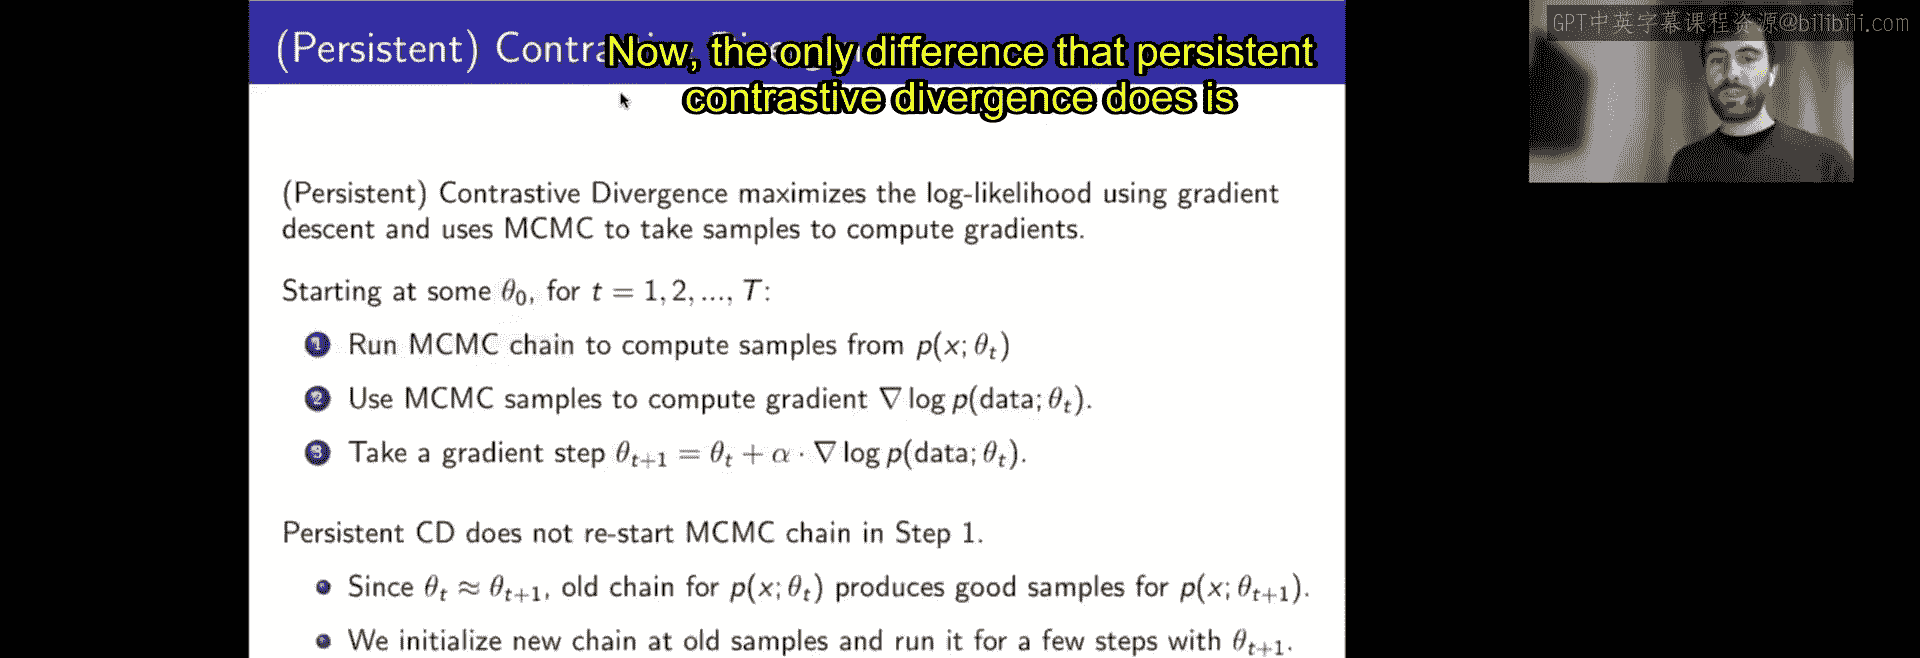 (Persistent) Contra
Now, the only difference that persistent
contrastive divergence does is
GPT中英字幕课程资源@bilibili.com
(Persistent) Contrastive Divergence maximizes the log-likelihood using gradient
descent and uses MCMC to take samples to compute gradients.
Starting at some θ₀, for t = 1, 2, ..., T:
1 Run MCMC chain to compute samples from p(x; θₜ)
2 Use MCMC samples to compute gradient ∇ log p(data; θₜ).
3 Take a gradient step θₜ₊₁ = θₜ + α · ∇ log p(data; θₜ).
Persistent CD does not re-start MCMC chain in Step 1.
• Since θₜ ≈ θₜ₊₁, old chain for p(x; θₜ) produces good samples for p(x; θₜ₊₁).
• We initialize new chain at old samples and run it for a few steps with θₜ₊₁.